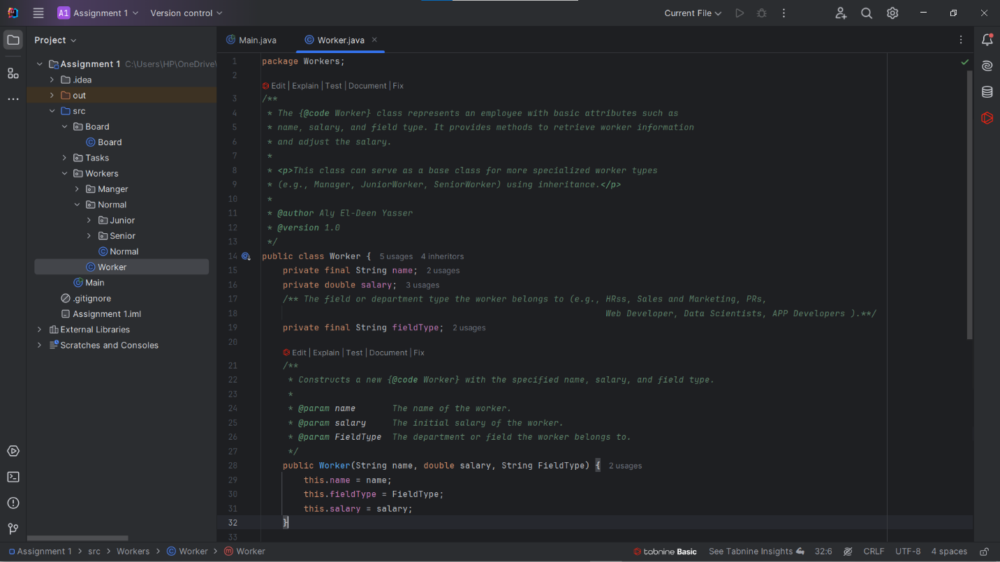 A1 Assignment 1 Version control Current File
Project
Main.java Worker.java
Assignment 1 C:\Users\HP\OneDrive\
.idea
out
src
Board
Board
Tasks
Workers
Manger
Normal
Junior
Senior
Normal
Worker
Main
.gitignore
Assignment 1.iml
External Libraries
Scratches and Consoles
1 package Workers;
2
Edit | Explain | Test | Document | Fix
3 /**
4 * The {@code Worker} class represents an employee with basic attributes such as
5 * name, salary, and field type. It provides methods to retrieve worker information
6 * and adjust the salary.
7 *
8 * <p>This class can serve as a base class for more specialized worker types
9 * (e.g., Manager, JuniorWorker, SeniorWorker) using inheritance.</p>
10 *
11 * @author Aly El-Deen Yasser
12 * @version 1.0
13 */
14 public class Worker { 5 usages 4 inheritors
15 private final String name; 2 usages
16 private double salary; 3 usages
17 /** The field or department type the worker belongs to (e.g., HRss, Sales and Marketing, PRs,
18 Web Developer, Data Scientists, APP Developers ).**/
19 private final String fieldType; 2 usages
20
Edit | Explain | Test | Document | Fix
21 /**
22 * Constructs a new {@code Worker} with the specified name, salary, and field type.
23 *
24 * @param name The name of the worker.
25 * @param salary The initial salary of the worker.
26 * @param FieldType The department or field the worker belongs to.
27 */
28 public Worker(String name, double salary, String FieldType) { 2 usages
29 this.name = name;
30 this.fieldType = FieldType;
31 this.salary = salary;
32 }
33
Assignment 1 > src > Workers > Worker > Worker tabnine Basic See Tabnine Insights 32:6 CRLF UTF-8 4 spaces